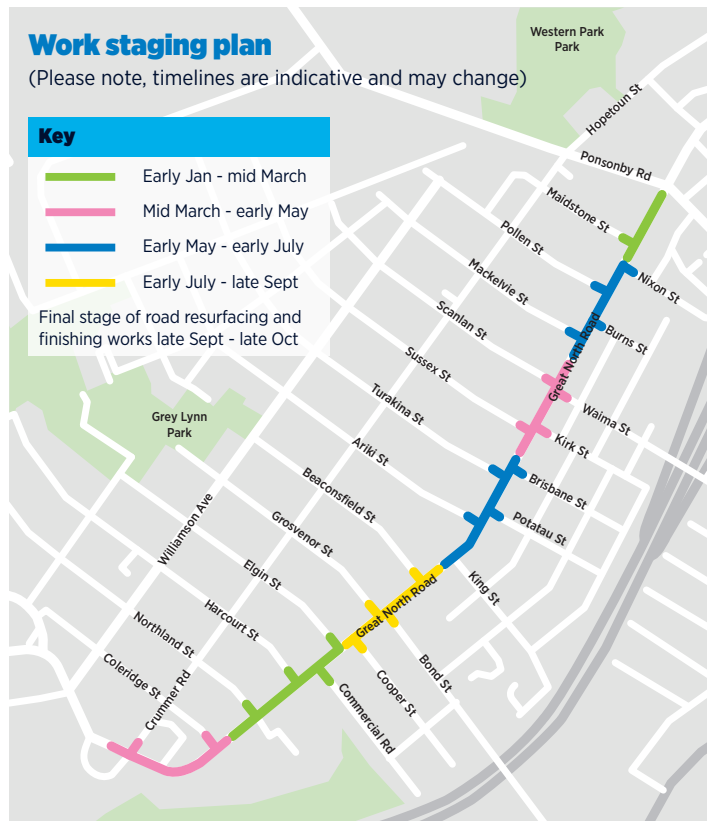 Work staging plan
(Please note, timelines are indicative and may change)
Key
Early Jan - mid March
Mid March - early May
Early May - early July
Early July - late Sept
Final stage of road resurfacing and
finishing works late Sept - late Oct
Western Park
Park
Hopetoun St
Ponsonby Rd
Maidstone St
Pollen St
Nixon St
Mackelvie St
Burns St
Great North Road
Scanlan St
Sussex St
Waima St
Turakina St
Kirk St
Grey Lynn
Park
Ariki St
Brisbane St
Beaconsfield St
Potatau St
Williamson Ave
Grosvenor St
Elgin St
King St
Great North Road
Harcourt St
Northland St
Bond St
Coleridge St
Crummer Rd
Cooper St
Commercial Rd